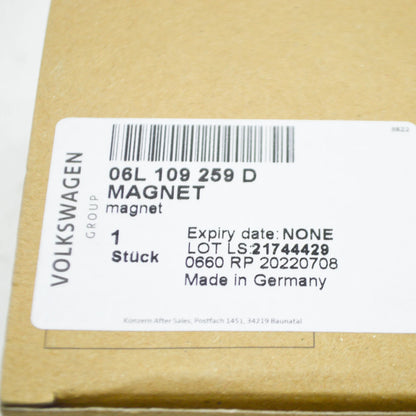 3822
VOLKSWAGEN
GROUP
06L 109 259 D
MAGNET
magnet
1
Stück
Expiry date: NONE
LOT LS:21744429
0660 RP 20220708
Made in Germany
Konzern After Sales, Postfach 1451, 34219 Baunatal